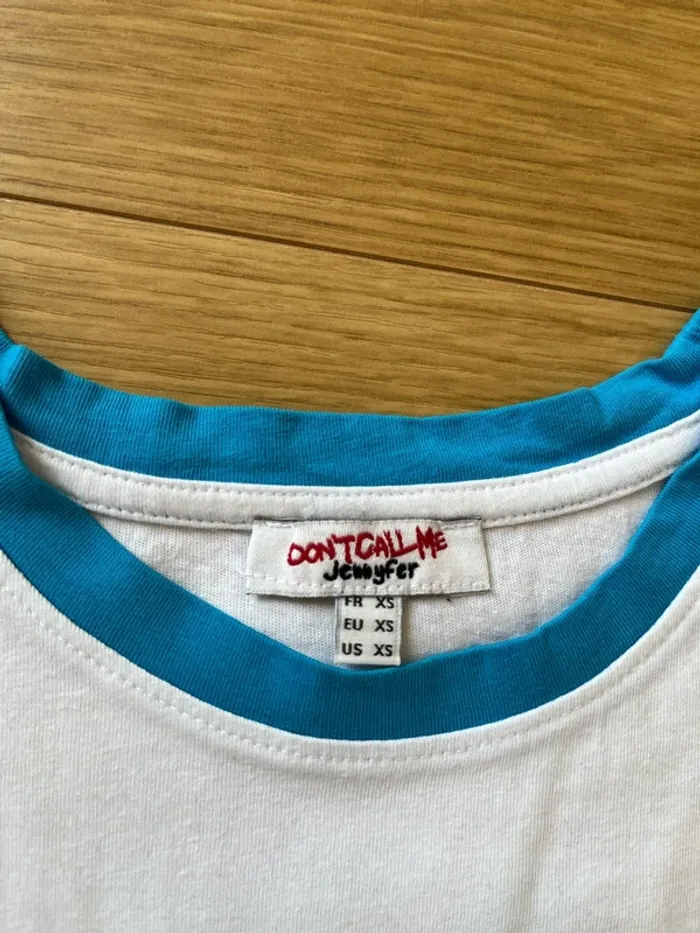 DON'T CALL ME
Jennyfer
FR XS
EU XS
US XS